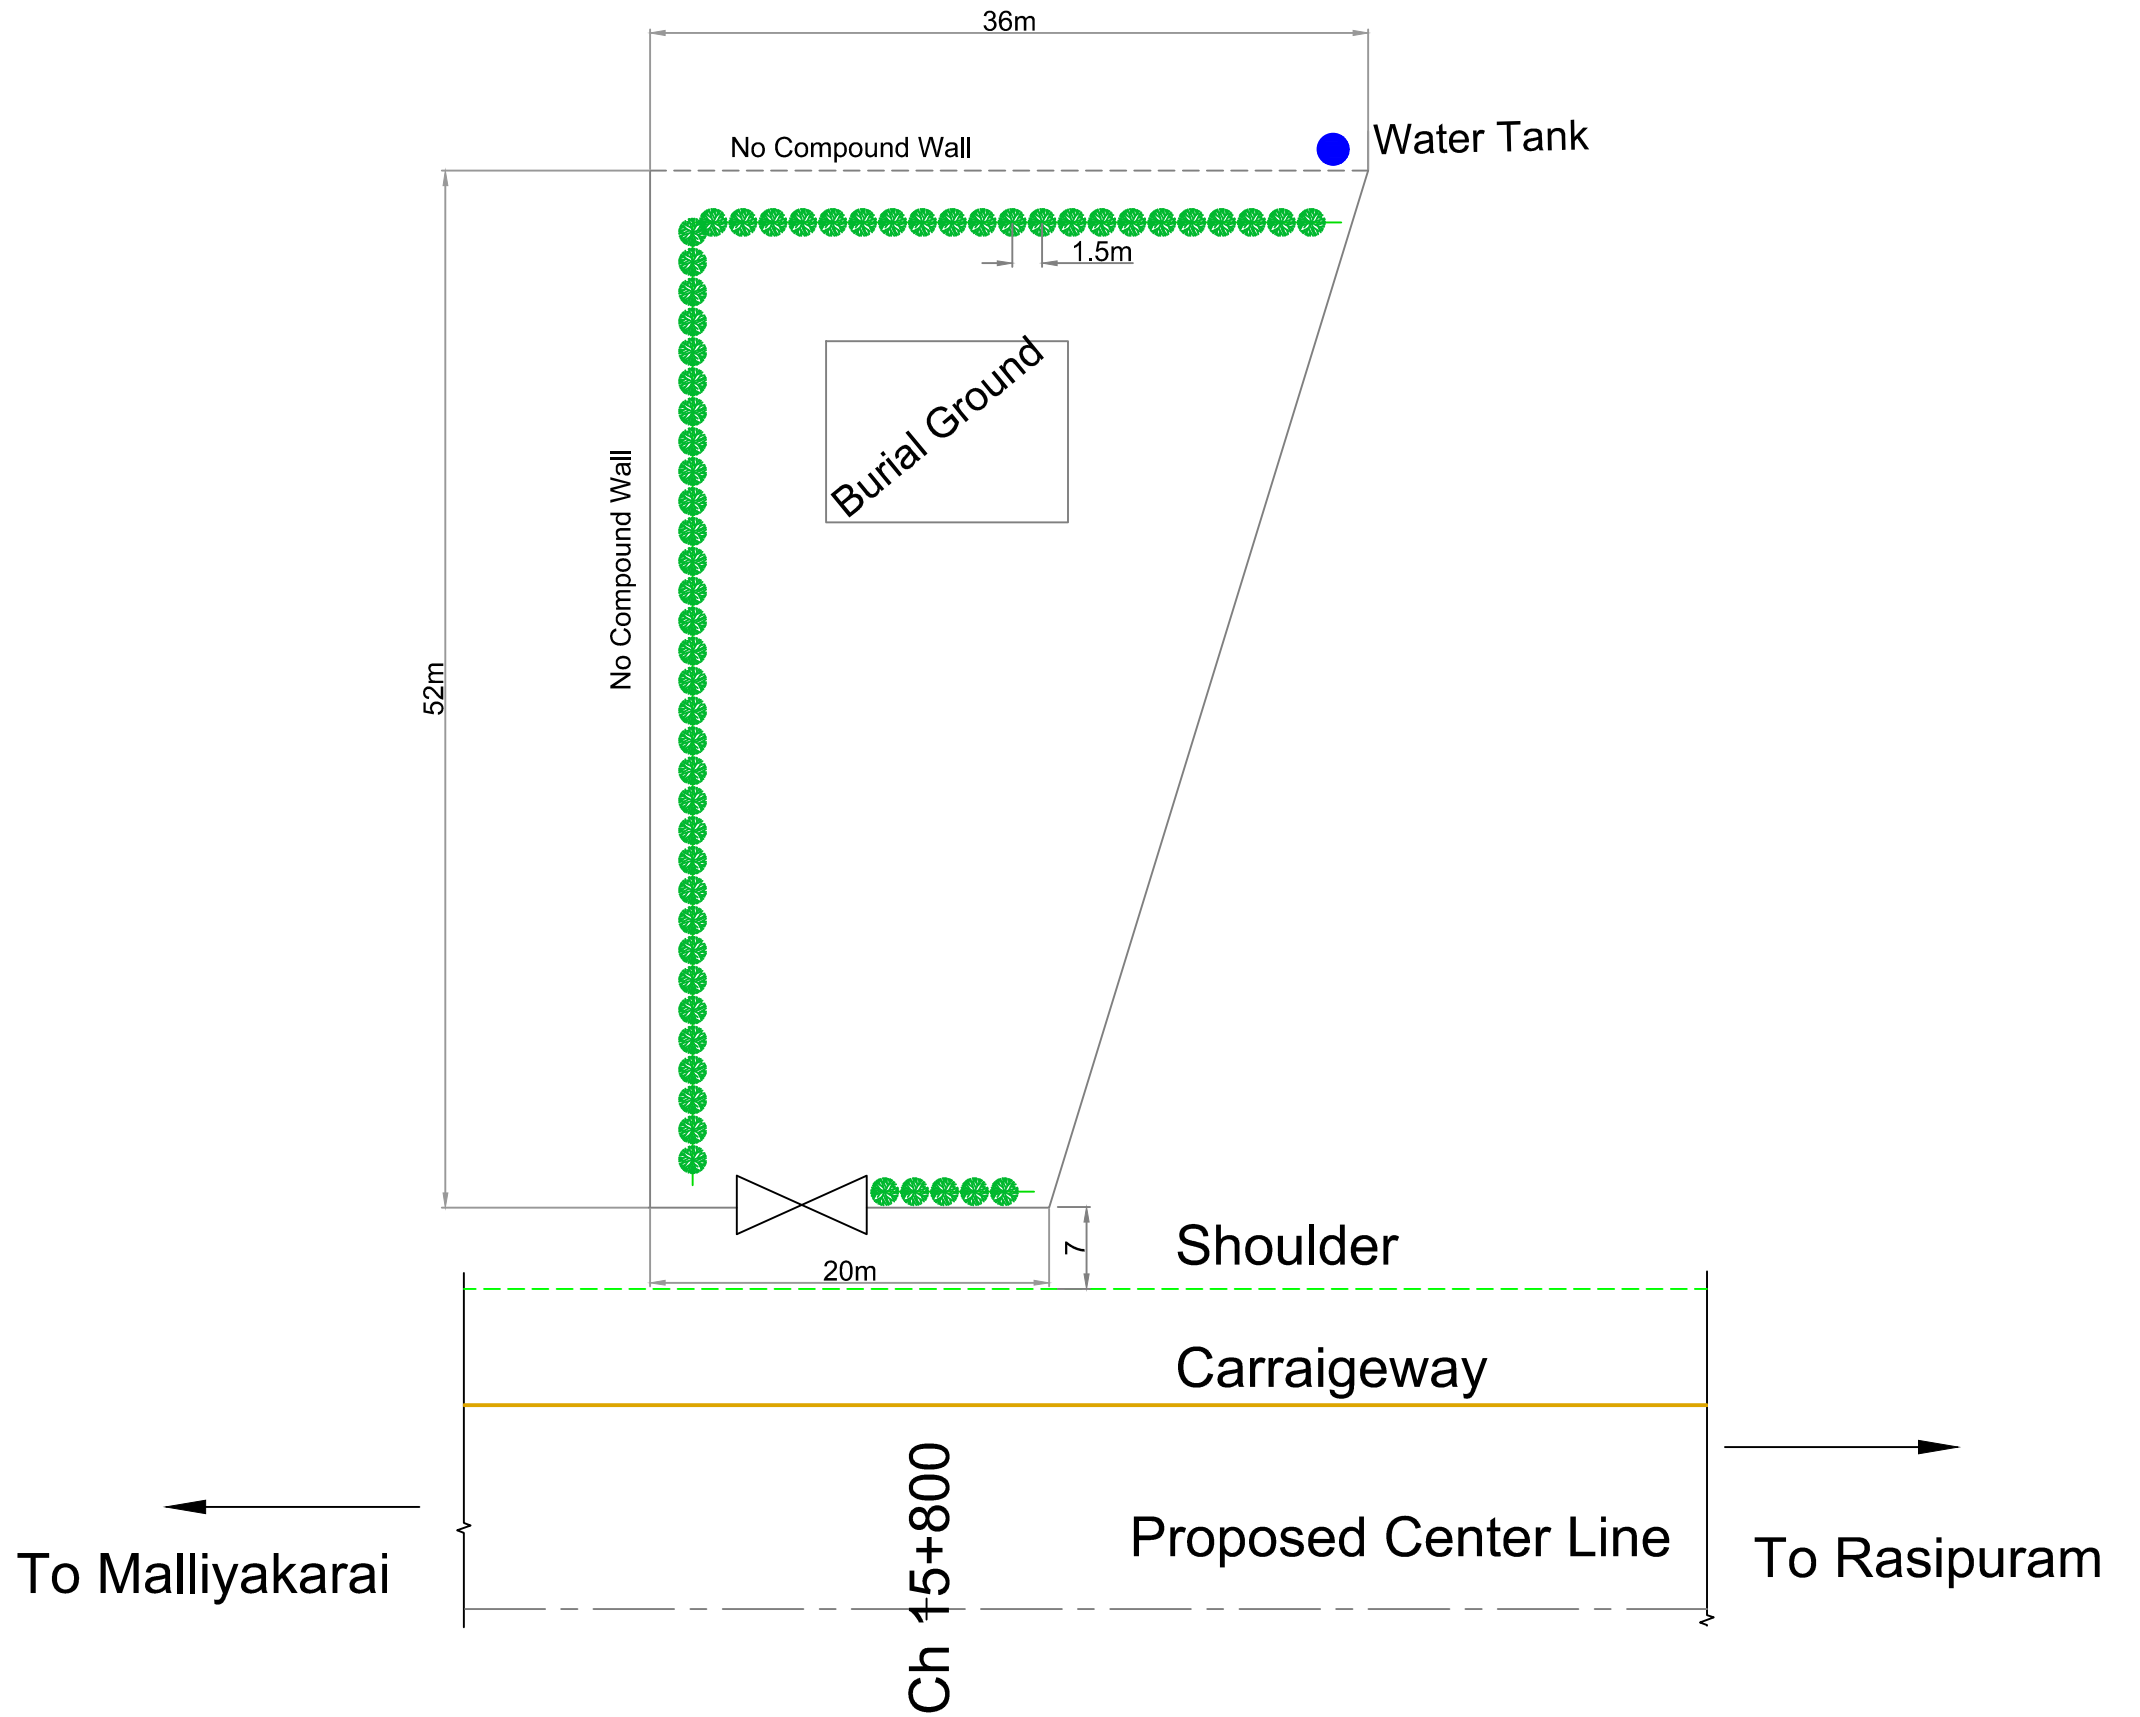 36m
No Compound Wall
Water Tank
1.5m
Burial Ground
No Compound Wall
52m
Shoulder
7
20m
Carraigeway
Ch 15+800
Proposed Center Line
To Malliyakarai
To Rasipuram